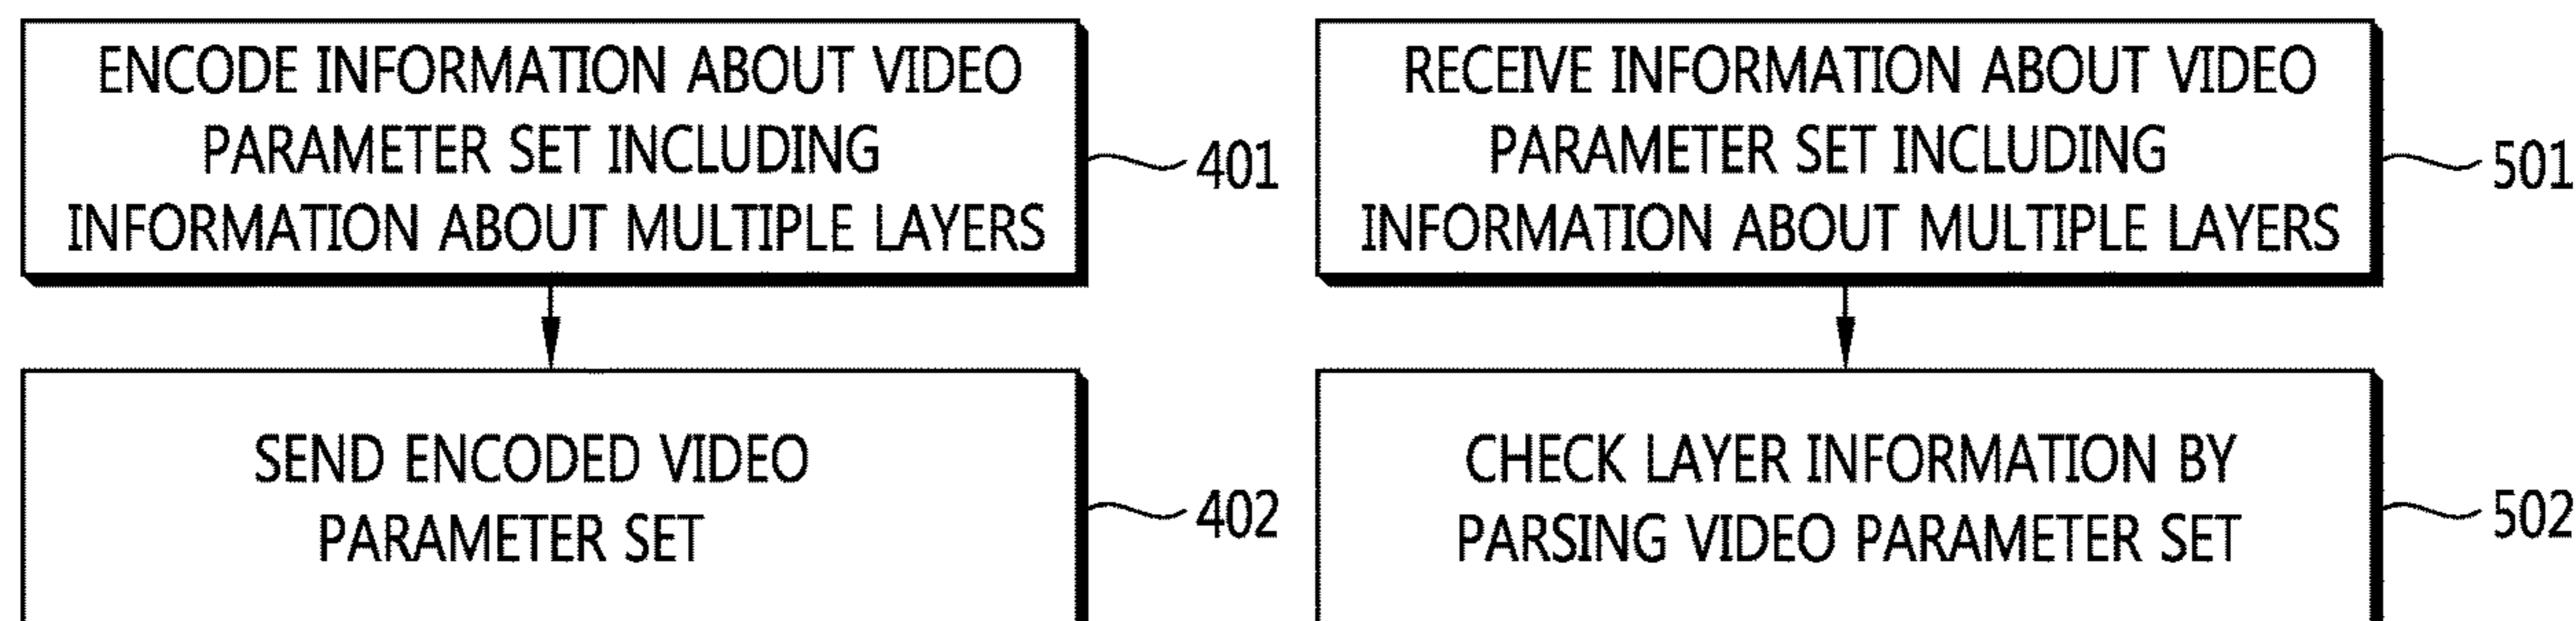 ENCODE INFORMATION ABOUT VIDEO
PARAMETER SET INCLUDING
INFORMATION ABOUT MULTIPLE LAYERS
401
SEND ENCODED VIDEO
PARAMETER SET
402
RECEIVE INFORMATION ABOUT VIDEO
PARAMETER SET INCLUDING
INFORMATION ABOUT MULTIPLE LAYERS
501
CHECK LAYER INFORMATION BY
PARSING VIDEO PARAMETER SET
502